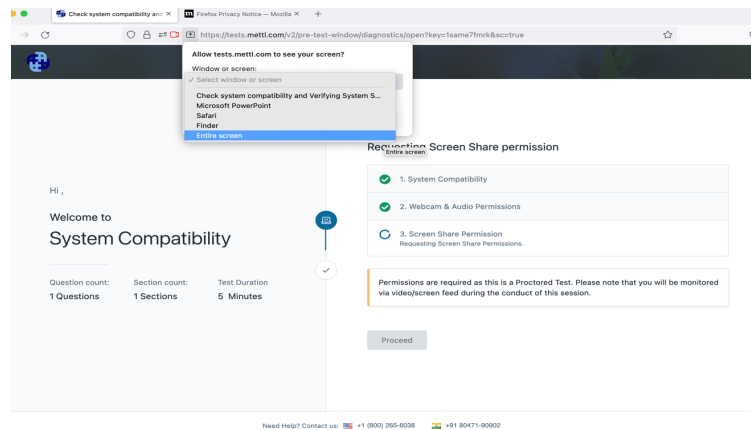 Check system compatibility and
Firefox Privacy Notice — Mozilla
https://tests.mettl.com/v2/pre-test-window/diagnostics/open?key=1same7fmrk&sc=true
Allow tests.mettl.com to see your screen?
Window or screen:
✓ Select window or screen
Check system compatibility and Verifying System S...
Microsoft PowerPoint
Safari
Finder
Entire screen
Entire screen
Requesting Screen Share permission
1. System Compatibility
2. Webcam & Audio Permissions
3. Screen Share Permission
Requesting Screen Share Permissions.
Hi ,
Welcome to
System Compatibility
Question count: Section count: Test Duration
1 Questions 1 Sections 5 Minutes
Permissions are required as this is a Proctored Test. Please note that you will be monitored
via video/screen feed during the conduct of this session.
Proceed
Need Help? Contact us: +1 (800) 265-6038 +91 80471-90902